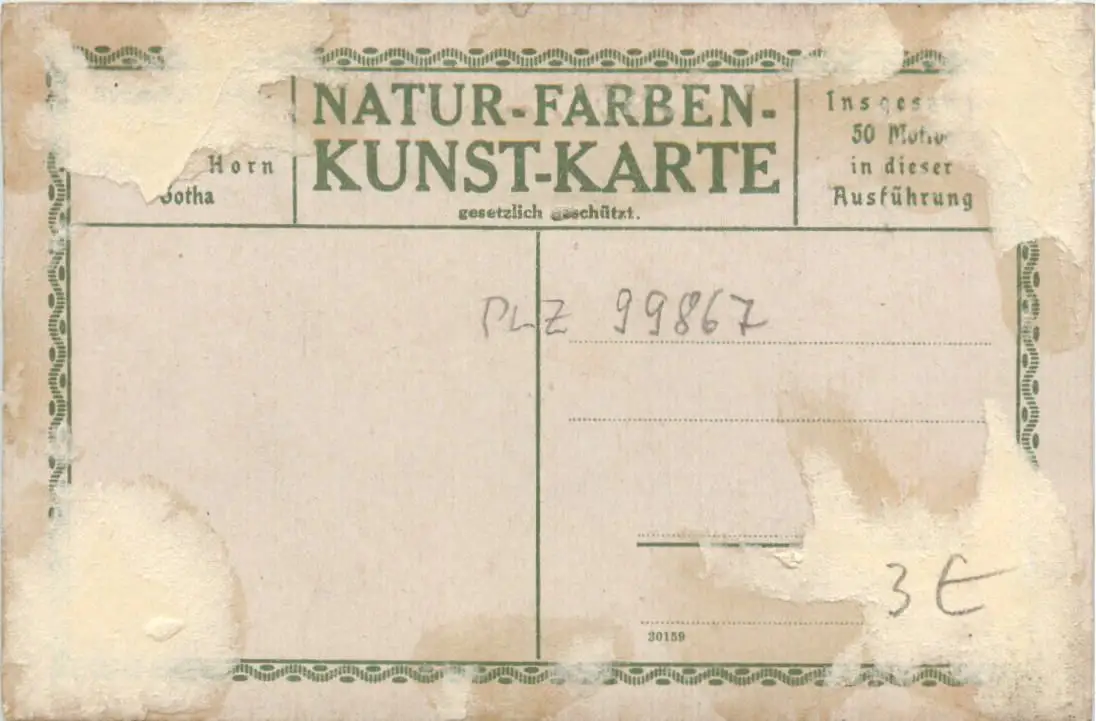 Horn
Gotha
NATUR-FARBEN-
KUNST-KARTE
gesetzlich geschützt.
Insges
50 Motiv
in dieser
Ausführung
PLZ 99867
3 €
30159